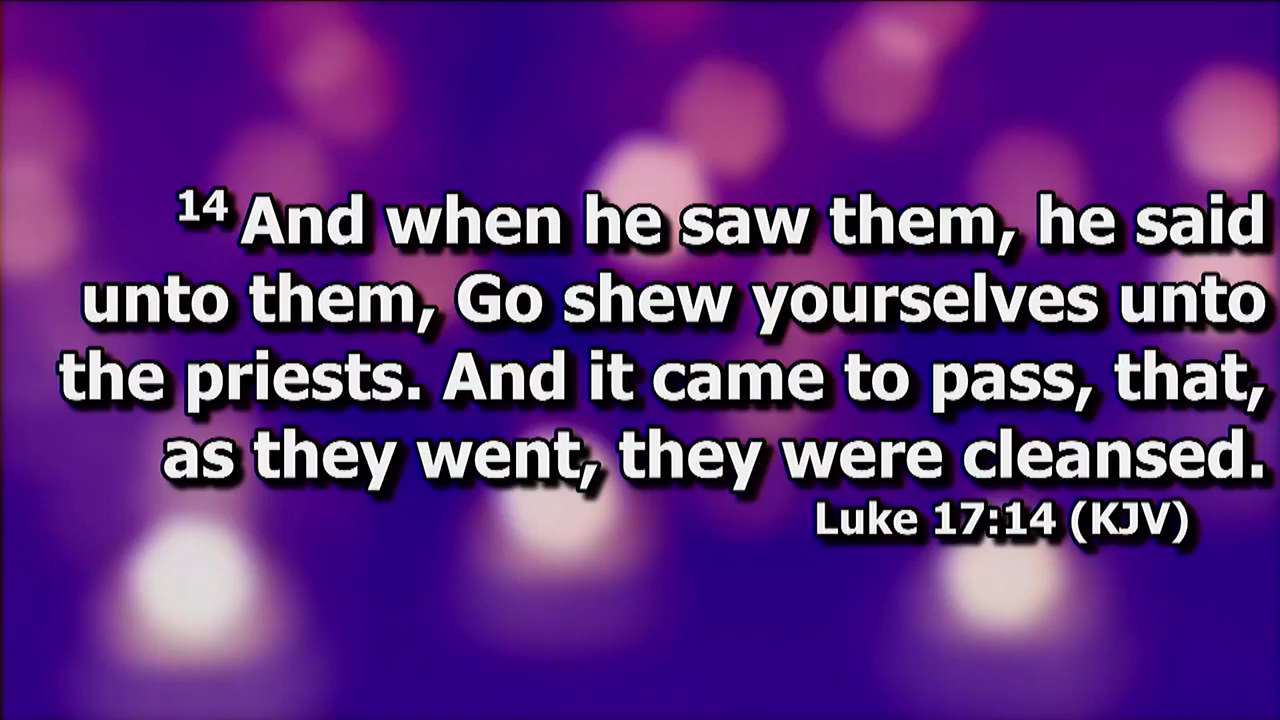 14 And when he saw them, he said
unto them, Go shew yourselves unto
the priests. And it came to pass, that,
as they went, they were cleansed.
Luke 17:14 (KJV)